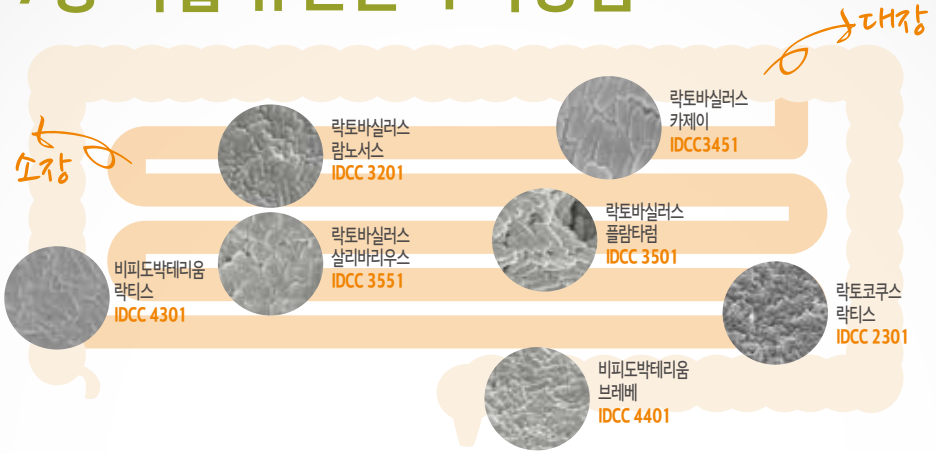 대장
소장
락토바실러스
카제이
IDCC3451
락토바실러스
람노서스
IDCC 3201
락토바실러스
플람타럼
IDCC 3501
락토바실러스
살리바리우스
IDCC 3551
비피도박테리움
락티스
IDCC 4301
락토코쿠스
락티스
IDCC 2301
비피도박테리움
브레베
IDCC 4401